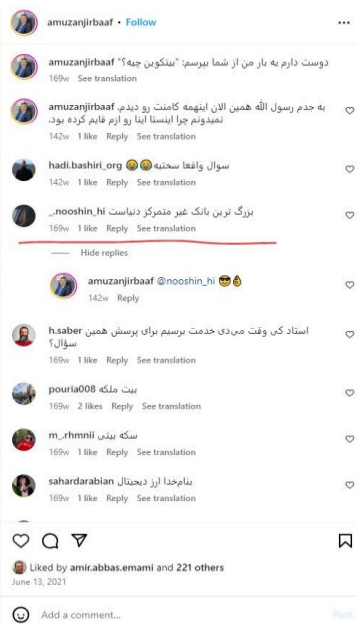 amuzanjirbaaf • Follow
amuzanjirbaaf دوست دارم یه بار من از شما بپرسم: "بیتکوین چیه؟"
169w See translation
amuzanjirbaaf به جدم رسول الله همین الان اینهمه کامنت رو دیدم.
نمیدونم چرا اینستا اینا رو ازم قایم کرده بود.
142w 1 like Reply See translation
hadi.bashiri_org سوال واقعا سختیه😂😂
142w 1 like Reply See translation
_.nooshin_hi بزرگ ترین بانک غیر متمرکز دنیاست
169w 1 like Reply See translation
Hide replies
amuzanjirbaaf @nooshin_hi 😎👌
142w Reply
h.saber استاد کی وقت می‌دی خدمت برسیم برای پرسش همین
سؤال؟
169w 1 like Reply See translation
pouria008 بیت ملکه
169w 2 likes Reply See translation
m_.rhmnii سکه بیتی
169w 1 like Reply See translation
sahardarabian بنام‌خدا ارز دیجیتال
169w 1 like Reply See translation
Liked by amir.abbas.emami and 221 others
June 13, 2021
Add a comment...
Post